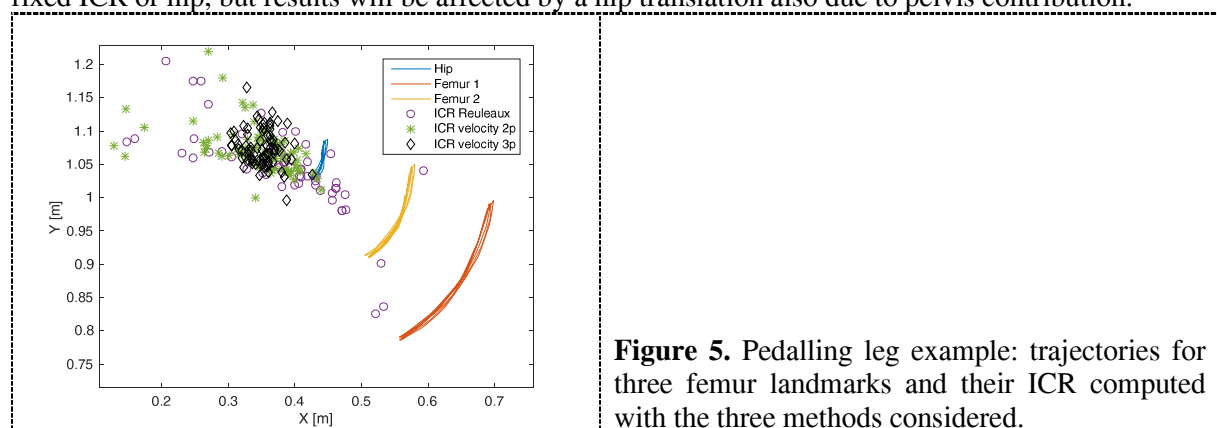 fixed ICR or hip, but results will be affected by a hip translation also due to pelvis contribution.
1.2
1.15
1.1
1.05
1
0.95
0.9
0.85
0.8
0.75
Y [m]
0.2
0.3
0.4
0.5
0.6
0.7
X [m]
Hip
Femur 1
Femur 2
ICR Reuleaux
ICR velocity 2p
ICR velocity 3p
Figure 5. Pedalling leg example: trajectories for
three femur landmarks and their ICR computed
with the three methods considered.